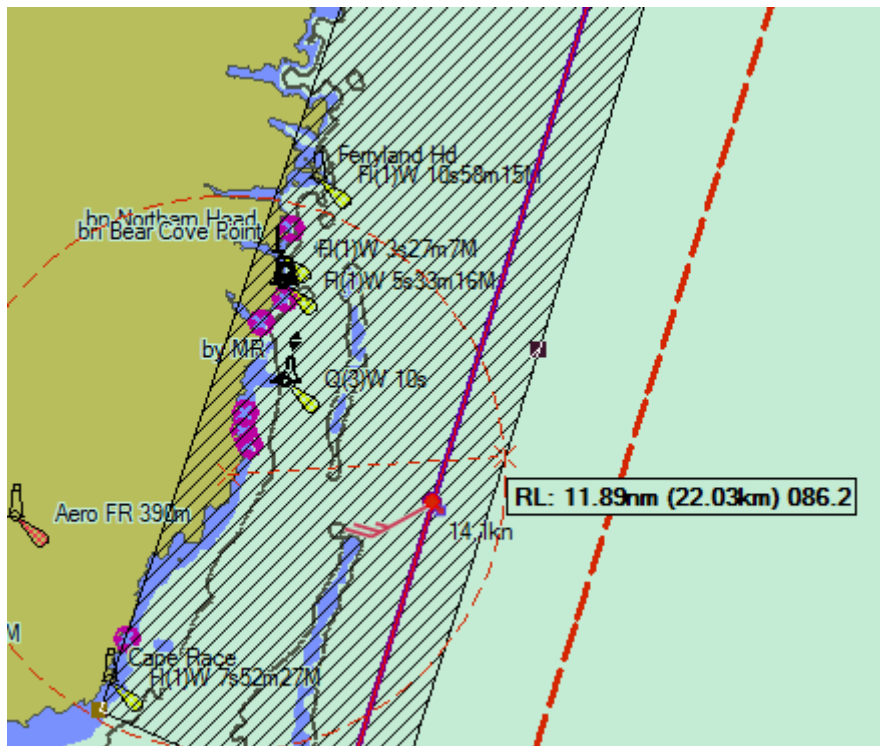 Ferryland Hd
Fl(1)W 10s58m15M
bn Northern Head
bn Bear Cove Point
Fl(1)W 3s27m7M
Fl(1)W 5s33m16M
by MR
Q(3)W 10s
RL: 11.89nm (22.03km) 086.2
Aero FR 390m
14.1kn
M
Cape Race
Fl(1)W 7s52m27M